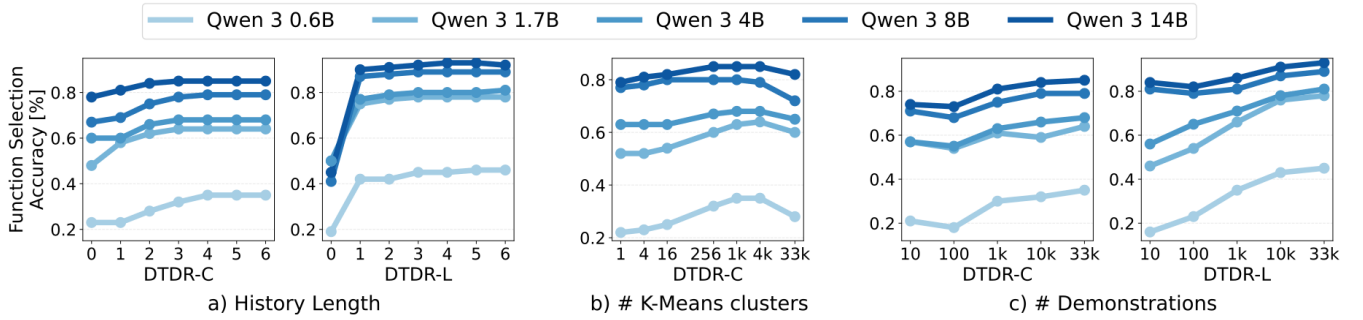 Qwen 3 0.6B Qwen 3 1.7B Qwen 3 4B Qwen 3 8B Qwen 3 14B
Function Selection
Accuracy [%]
0.8
0.6
0.4
0.2
0 1 2 3 4 5 6
DTDR-C
0.8
0.6
0.4
0.2
0 1 2 3 4 5 6
DTDR-L
a) History Length
0.8
0.6
0.4
0.2
1 4 16 256 1k 4k 33k
DTDR-C
b) # K-Means clusters
0.8
0.6
0.4
0.2
10 100 1k 10k 33k
DTDR-C
0.8
0.6
0.4
0.2
10 100 1k 10k 33k
DTDR-L
c) # Demonstrations